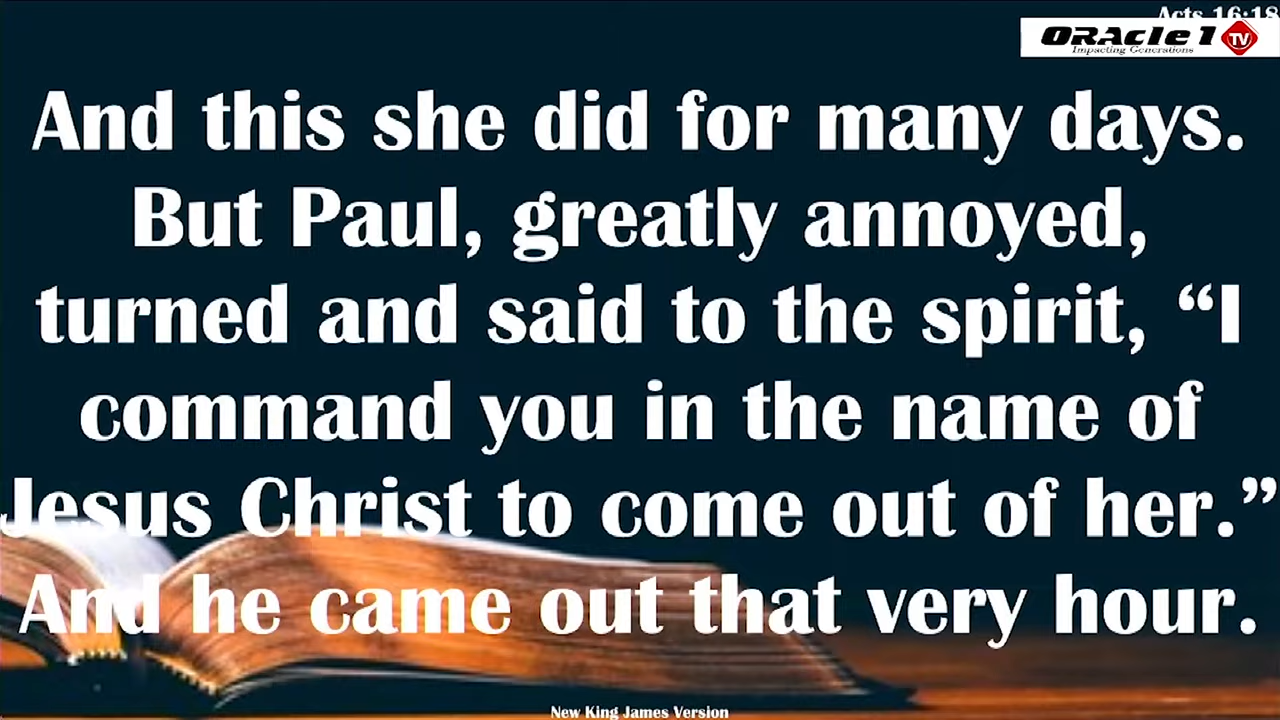 Acts 16:18
ORACle 1 TV
Impacting Generations
And this she did for many days.
But Paul, greatly annoyed,
turned and said to the spirit, “I
command you in the name of
Jesus Christ to come out of her.”
And he came out that very hour.
New King James Version